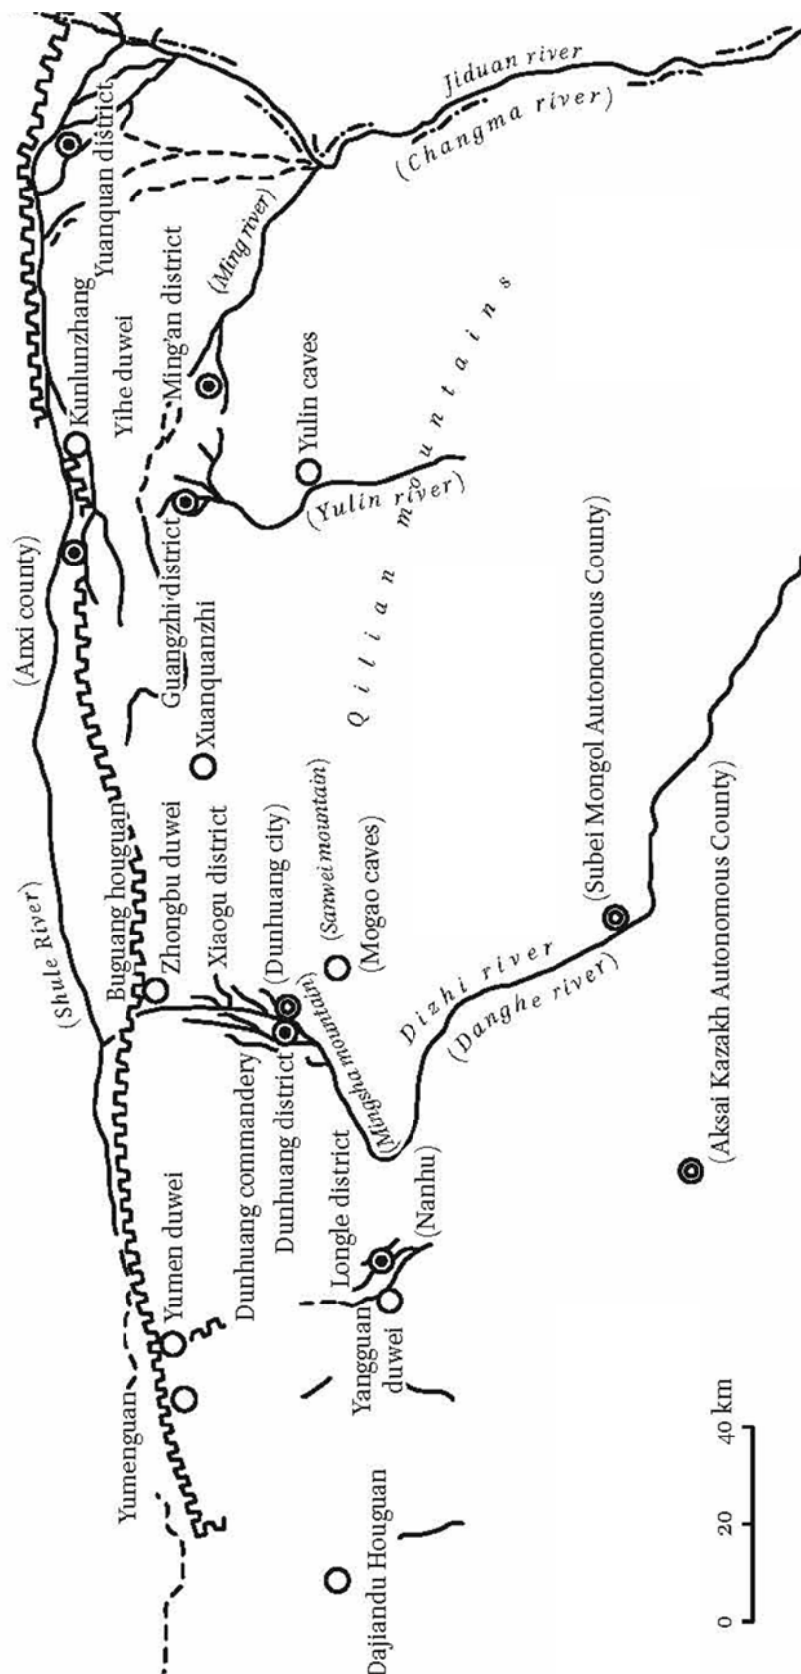 Yumenguan
Yumen duwei
Dajiandu Houguan
Yangguan
duwei
Longle district
(Nanhu)
Dunhuang commandery
Dunhuang district
(Shule River)
Buguang houguan
Zhongbu duwei
Xiaogu district
(Dunhuang city)
(Sanwei mountain)
(Mogao caves)
(Mingsha mountain)
Dizhi river
(Danghe river)
(Subei Mongol Autonomous County)
(Aksai Kazakh Autonomous County)
(Anxi county)
Guangzhi district
Xuanquanzhi
Qilian mountains
Kunlunzhang
Yihe duwei
Ming'an district
Yulin caves
(Yulin river)
Yuanquan district
(Ming river)
Jiduan river
(Changma river)
0 20 40 km